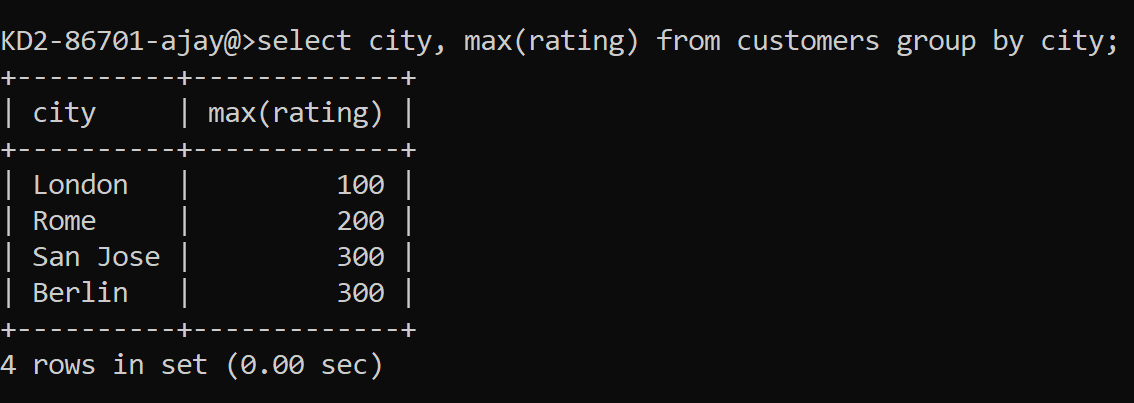 KD2-86701-ajay@>select city, max(rating) from customers group by city;
+----------+-------------+
| city     | max(rating) |
+----------+-------------+
| London   |         100 |
| Rome     |         200 |
| San Jose |         300 |
| Berlin   |         300 |
+----------+-------------+
4 rows in set (0.00 sec)